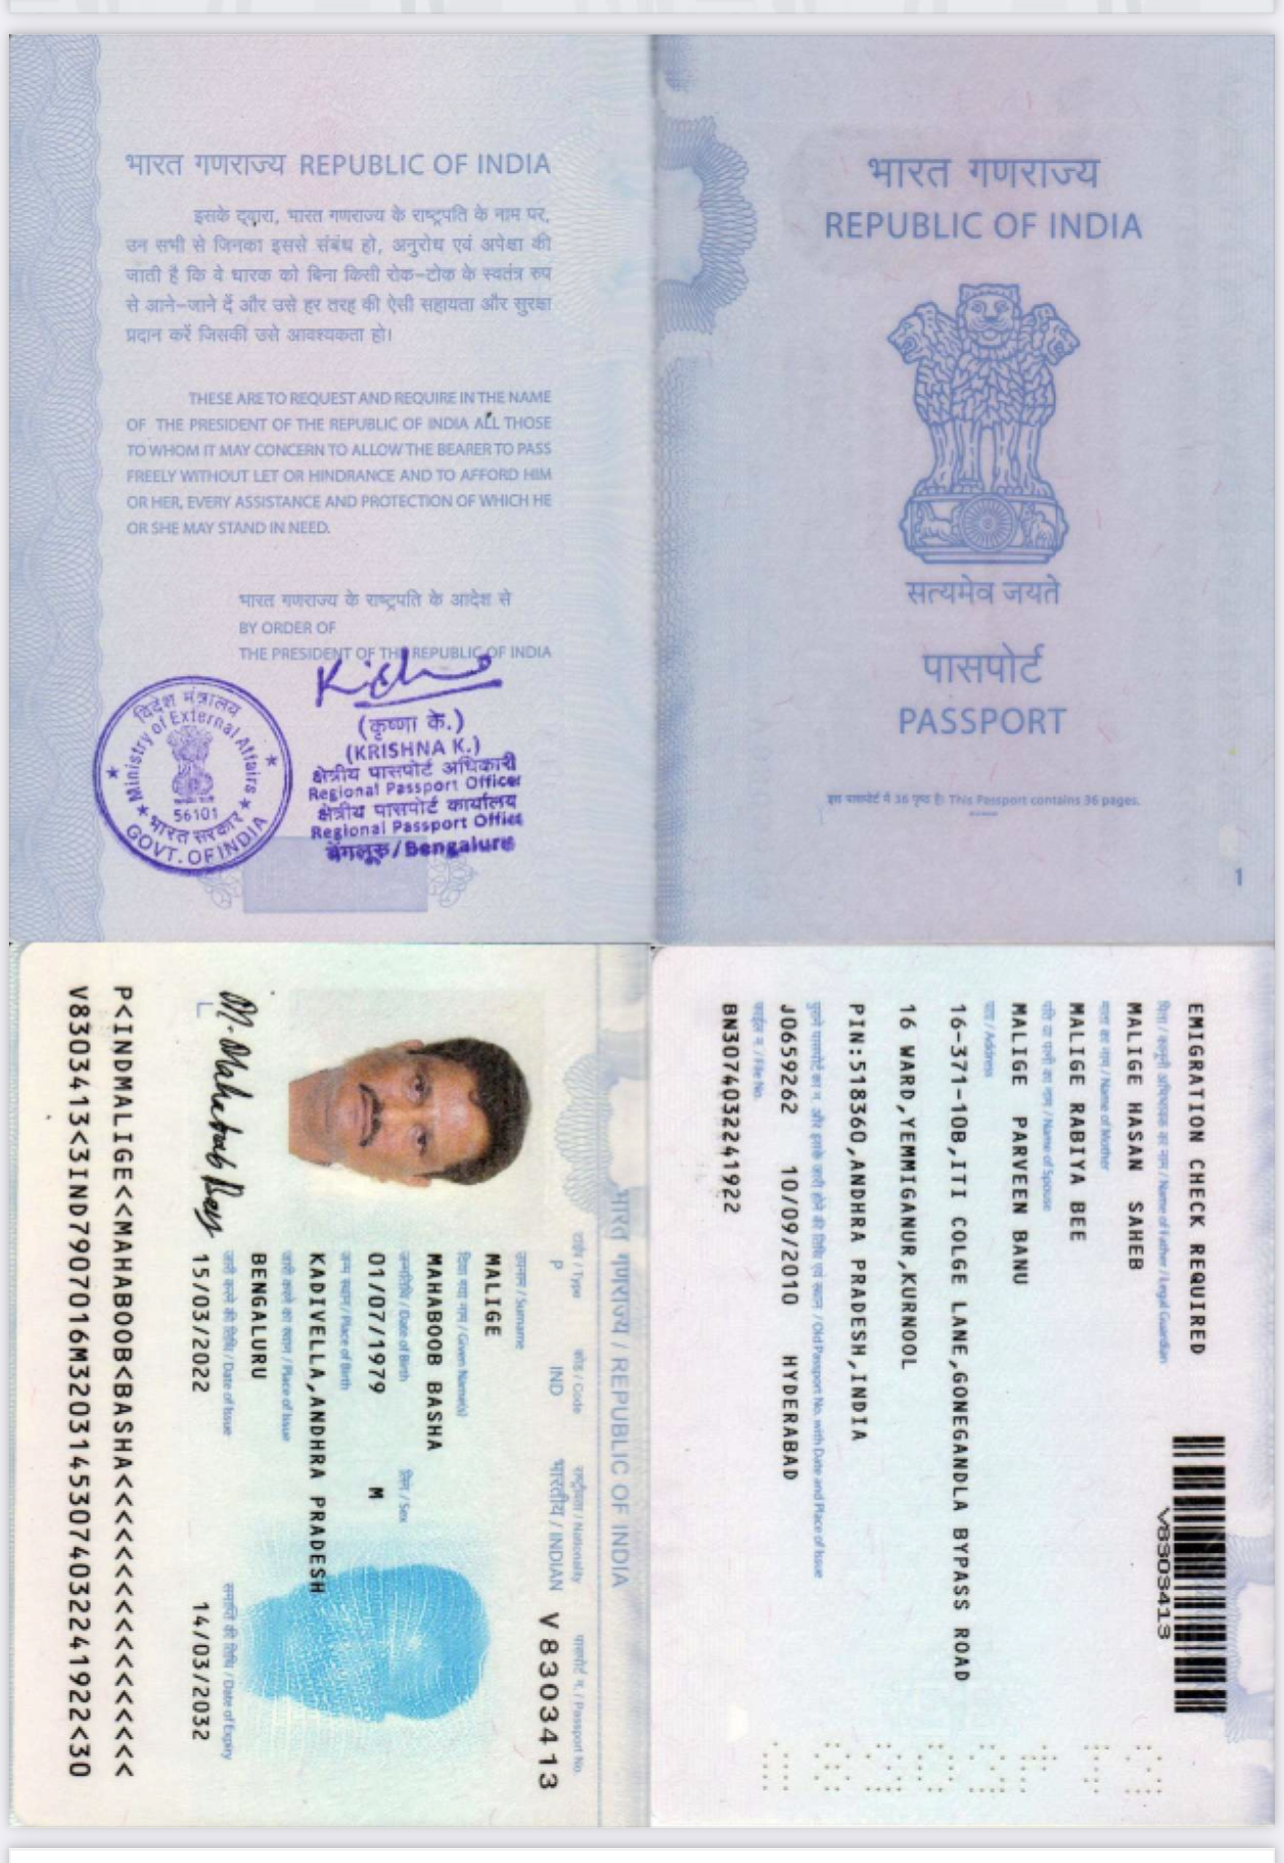 भारत गणराज्य REPUBLIC OF INDIA
इसके द्वारा, भारत गणराज्य के राष्ट्रपति के नाम पर,
उन सभी से जिनका इससे संबंध हो, अनुरोध एवं अपेक्षा की
जाती है कि वे धारक को बिना किसी रोक-टोक के स्वतंत्र रुप
से आने-जाने दें और उसे हर तरह की ऐसी सहायता और सुरक्षा
प्रदान करें जिसकी उसे आवश्यकता हो।
THESE ARE TO REQUEST AND REQUIRE IN THE NAME
OF THE PRESIDENT OF THE REPUBLIC OF INDIA ALL THOSE
TO WHOM IT MAY CONCERN TO ALLOW THE BEARER TO PASS
FREELY WITHOUT LET OR HINDRANCE AND TO AFFORD HIM
OR HER, EVERY ASSISTANCE AND PROTECTION OF WHICH HE
OR SHE MAY STAND IN NEED.
भारत गणराज्य के राष्ट्रपति के आदेश से
BY ORDER OF
THE PRESIDENT OF THE REPUBLIC OF INDIA
विदेश मंत्रालय
Ministry of External Affairs
56101
भारत सरकार
GOVT. OF INDIA
(कृष्णा के.)
(KRISHNA K.)
क्षेत्रीय पासपोर्ट अधिकारी
Regional Passport Officer
क्षेत्रीय पासपोर्ट कार्यालय
Regional Passport Office
बेंगलूरु/Bengaluru
भारत गणराज्य
REPUBLIC OF INDIA
सत्यमेव जयते
पासपोर्ट
PASSPORT
इस पासपोर्ट में 36 पृष्ठ हैं। This Passport contains 36 pages.
1
भारत गणराज्य / REPUBLIC OF INDIA
टाईप / Type कोड / Code राष्ट्रीयता / Nationality पासपोर्ट न. / Passport No.
P IND भारतीय / INDIAN V 8303413
उपनाम / Surname
MALIGE
दिया गया नाम / Given Name(s)
MAHABOOB BASHA
जन्मतिथि / Date of Birth लिंग / Sex
01/07/1979 M
जन्म स्थान / Place of Birth
KADIVELLA,ANDHRA PRADESH
जारी करने का स्थान / Place of Issue
BENGALURU
जारी करने की तिथि / Date of Issue समाप्ति की तिथि / Date of Expiry
15/03/2022 14/03/2032
P<INDMALIGE<<MAHABOOB<BASHA<<<<<<<<<<<<<<<<<
V8303413<3IND7907016M3203145307403224 1922<30
EMIGRATION CHECK REQUIRED
V8303413
पिता / कानूनी अभिभावक का नाम / Name of Father / Legal Guardian
MALIGE HASAN SAHEB
माता का नाम / Name of Mother
MALIGE RABIYA BEE
पति या पत्नी का नाम / Name of Spouse
MALIGE PARVEEN BANU
पता / Address
16-371-10B,ITI COLGE LANE,GONEGANDLA BYPASS ROAD
16 WARD,YEMMIGANUR,KURNOOL
PIN:518360,ANDHRA PRADESH,INDIA
पुराने पासपोर्ट का न. और इसके जारी होने की तिथि एवं स्थान / Old Passport No. with Date and Place of Issue
J0659262 10/09/2010 HYDERABAD
फाईल न. / File No.
BN3074032241922